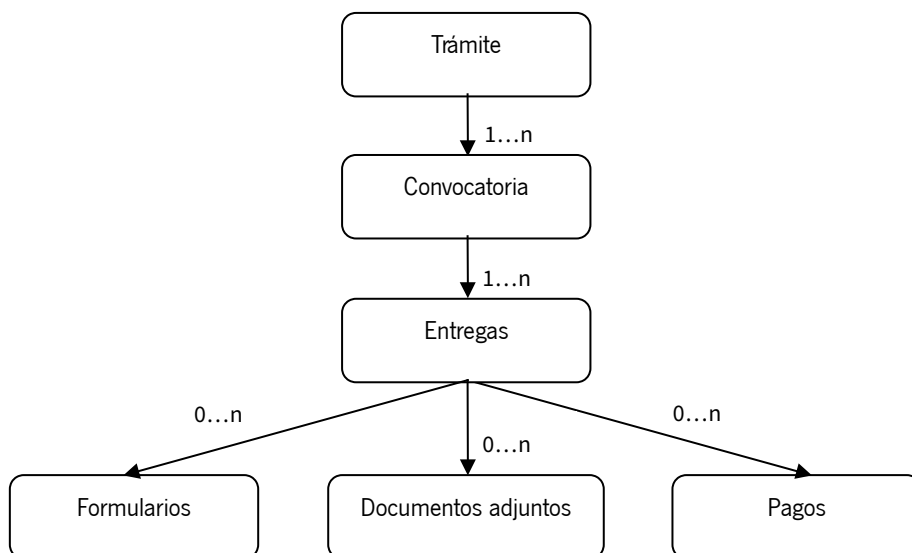 Trámite
1...n
Convocatoria
1...n
Entregas
0...n
0...n
0...n
Formularios
Documentos adjuntos
Pagos